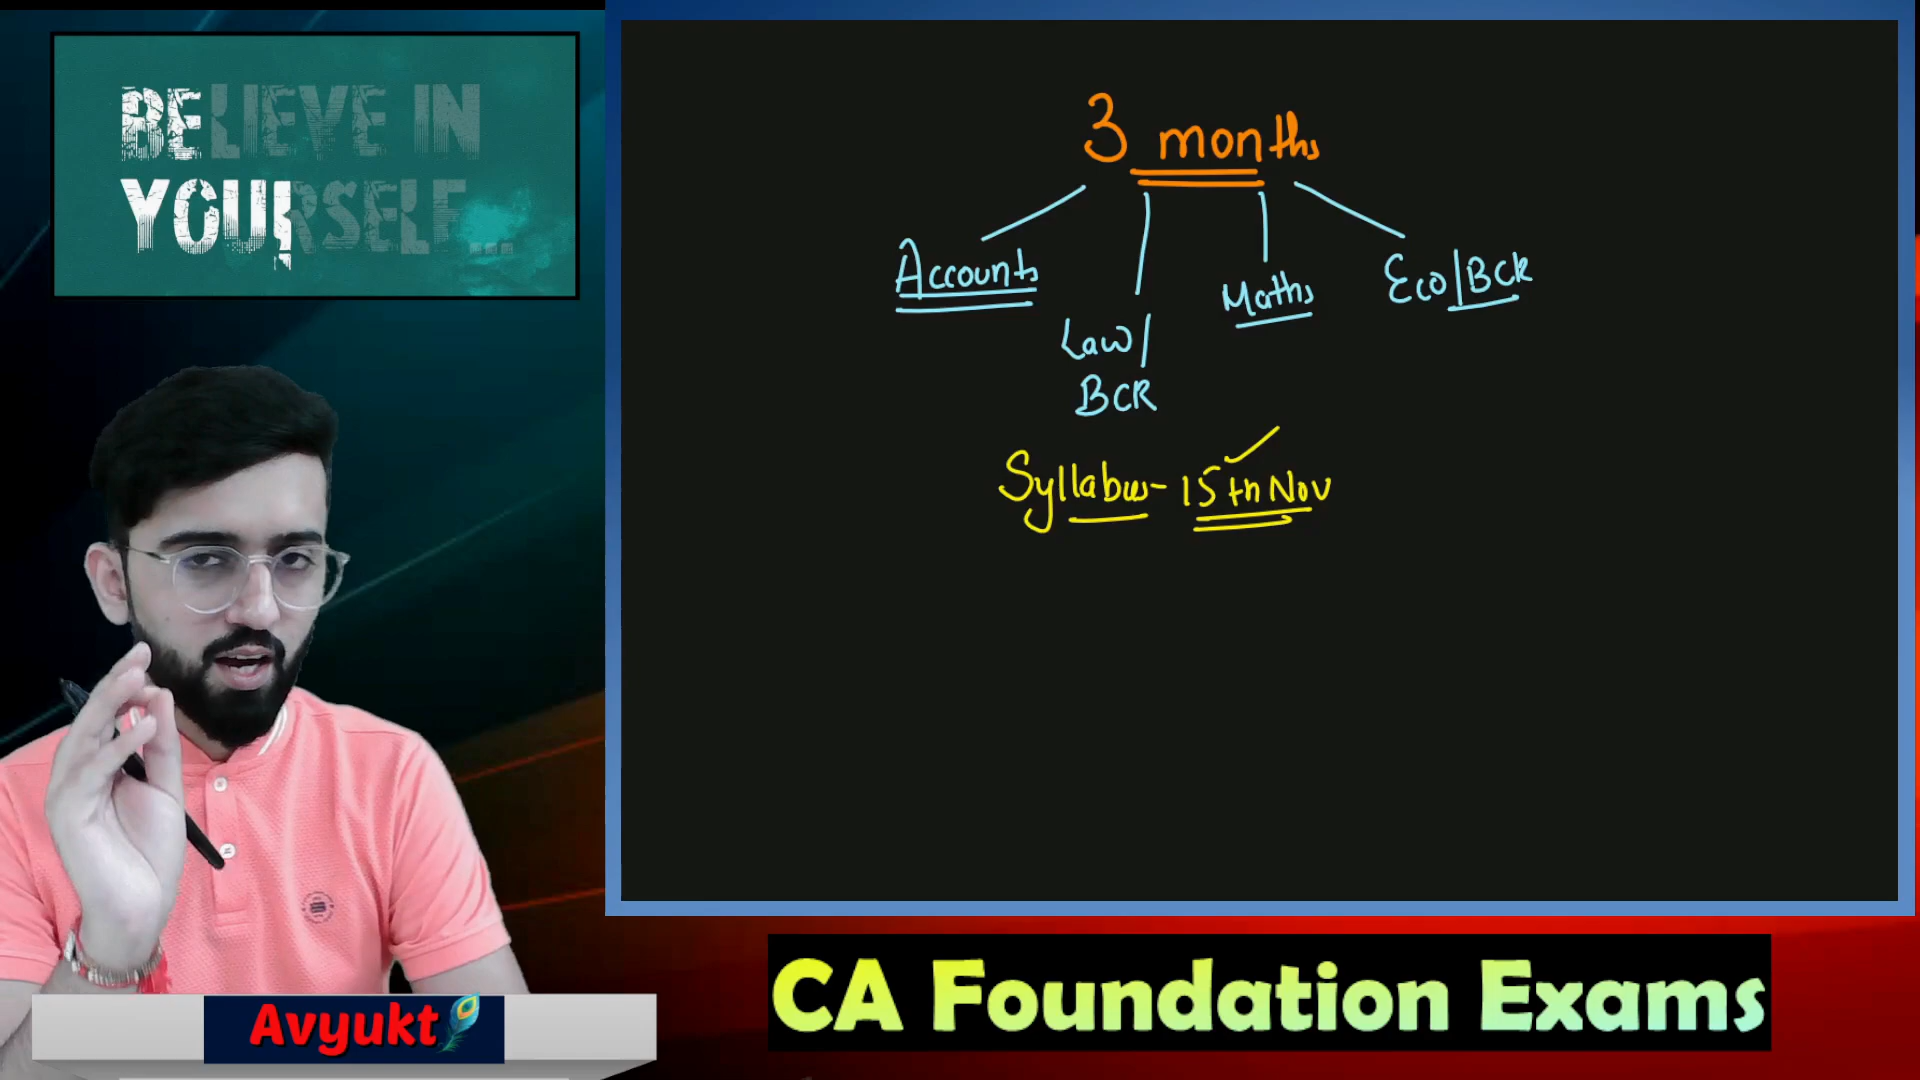 BELIEVE IN
YOURSELF...
3 months
Accounts
Law/
BCR
Maths
Eco/BCK
Syllabus - 15th Nov
Avyukt
CA Foundation Exams